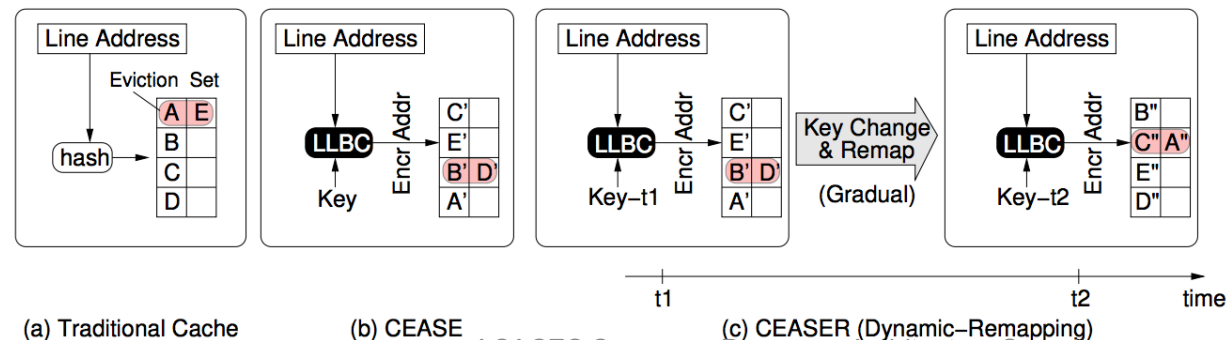 Line Address
Eviction Set
hash
A E
B
C
D
(a) Traditional Cache
Line Address
LLBC
Key
Encr Addr
C'
E'
B' D'
A'
(b) CEASE
Line Address
LLBC
Key–t1
Encr Addr
C'
E'
B' D'
A'
Key Change
& Remap
(Gradual)
Line Address
LLBC
Key–t2
Encr Addr
B"
C" A"
E"
D"
t1
t2
time
(c) CEASER (Dynamic–Remapping)